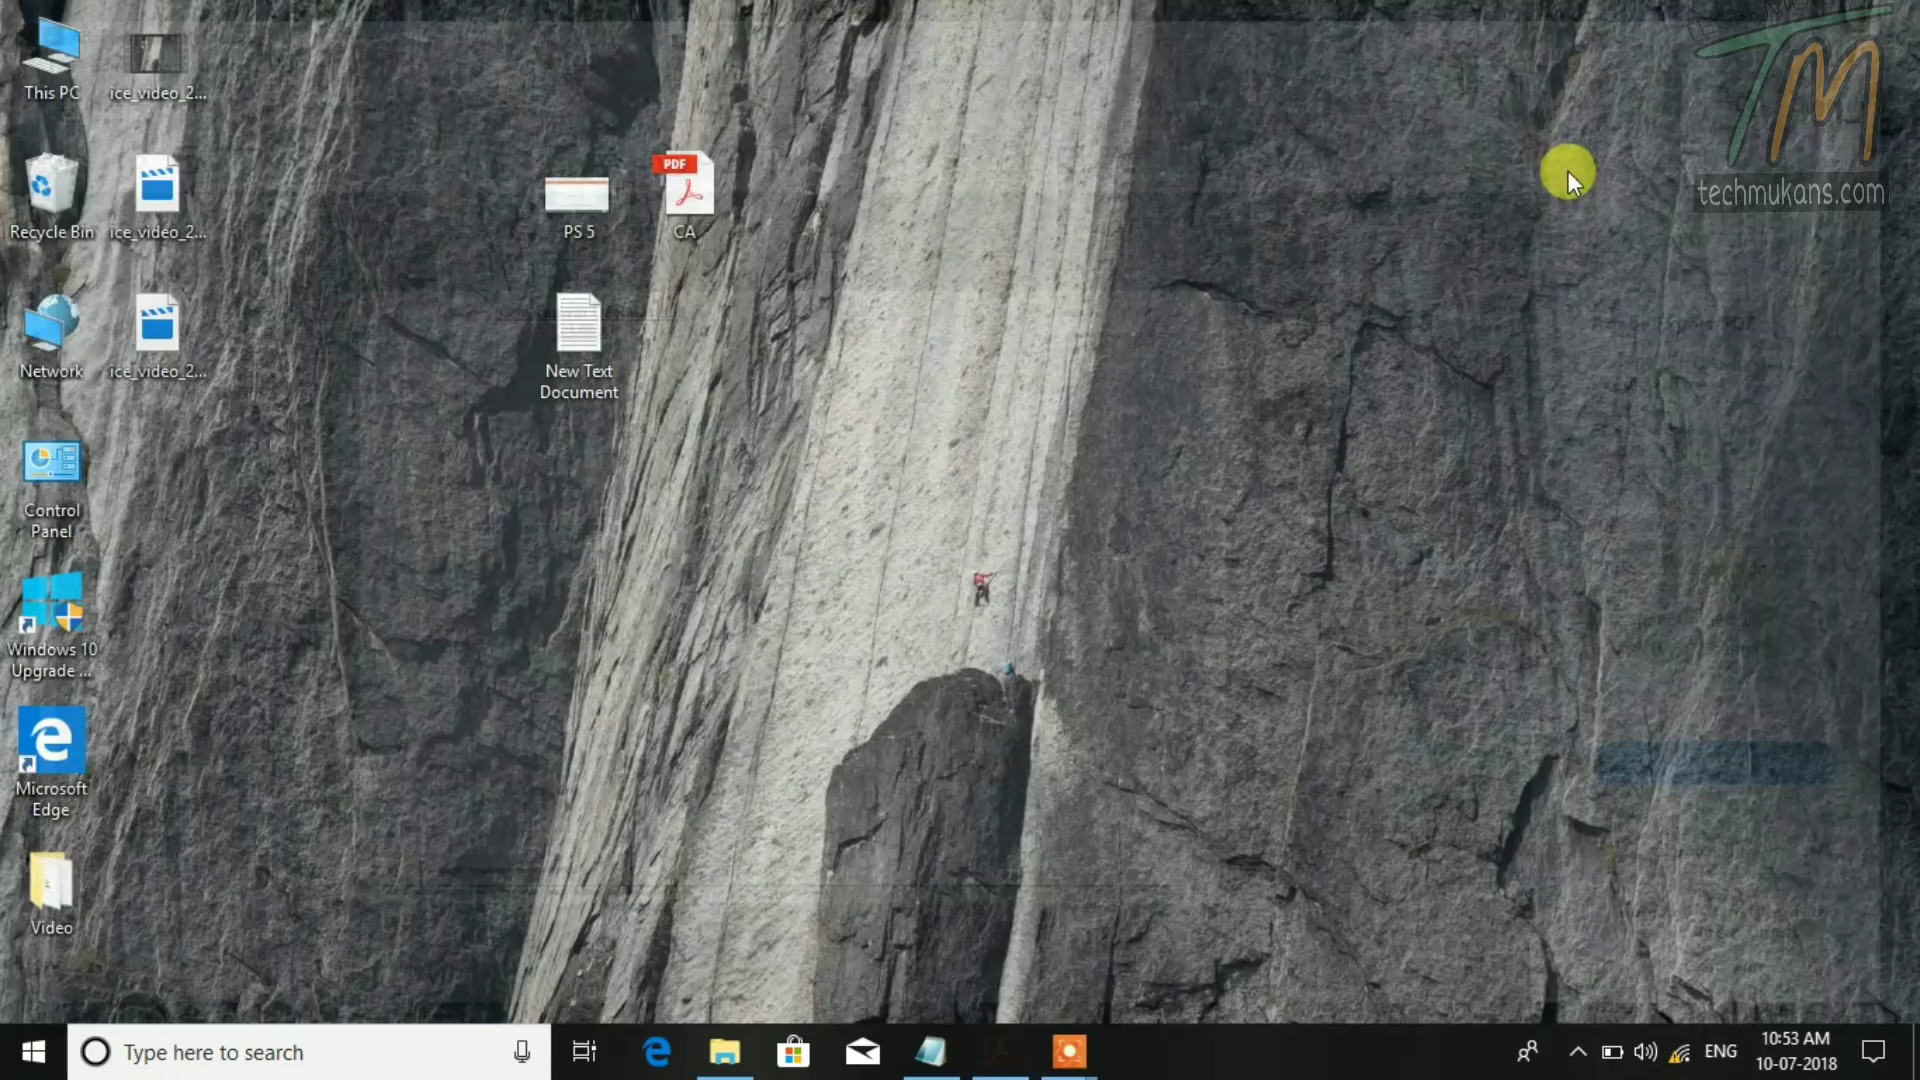 This PC
ice_video_2...
TM
techmukans.com
PDF
Recycle Bin
ice_video_2...
PS 5
CA
Network
ice_video_2...
New Text
Document
Control
Panel
Windows 10
Upgrade ...
Microsoft
Edge
Video
Type here to search
ENG
10:53 AM
10-07-2018